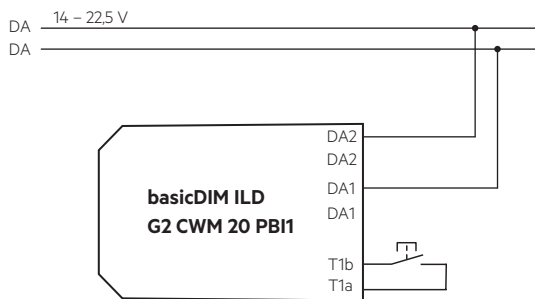 DA 14 – 22,5 V
DA
DA2
DA2
basicDIM ILD
DA1
G2 CWM 20 PBI1
DA1
T1b
T1a